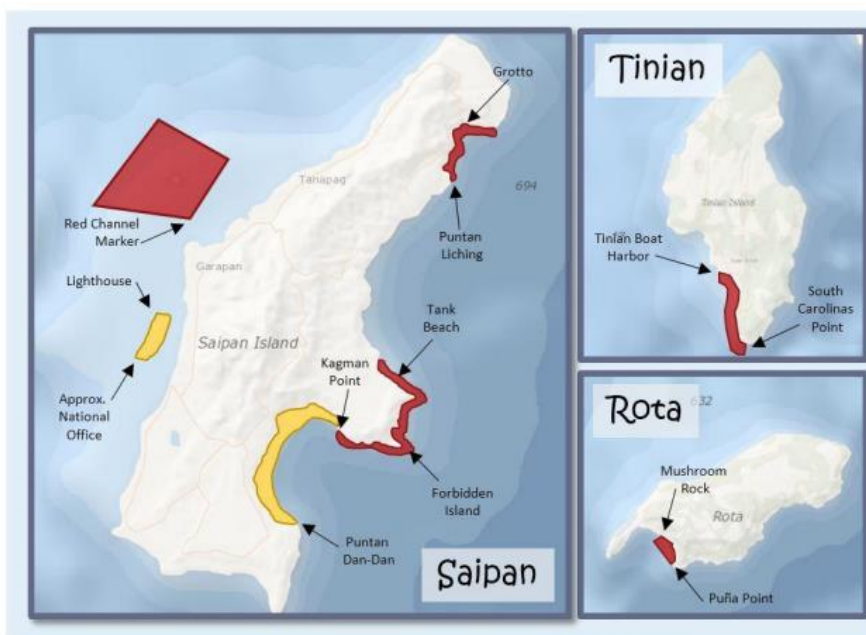 Grotto
694
Tanapag
Red Channel
Marker
Puntan
Liching
Garapan
Lighthouse
Tank
Beach
Saipan Island
Kagman
Point
Approx.
National
Office
Forbidden
Island
Puntan
Dan-Dan
Saipan
Tinian
Tinian Island
Tinian Boat
Harbor
South
Carolinas
Point
Rota
632
Mushroom
Rock
Rota
Puña Point